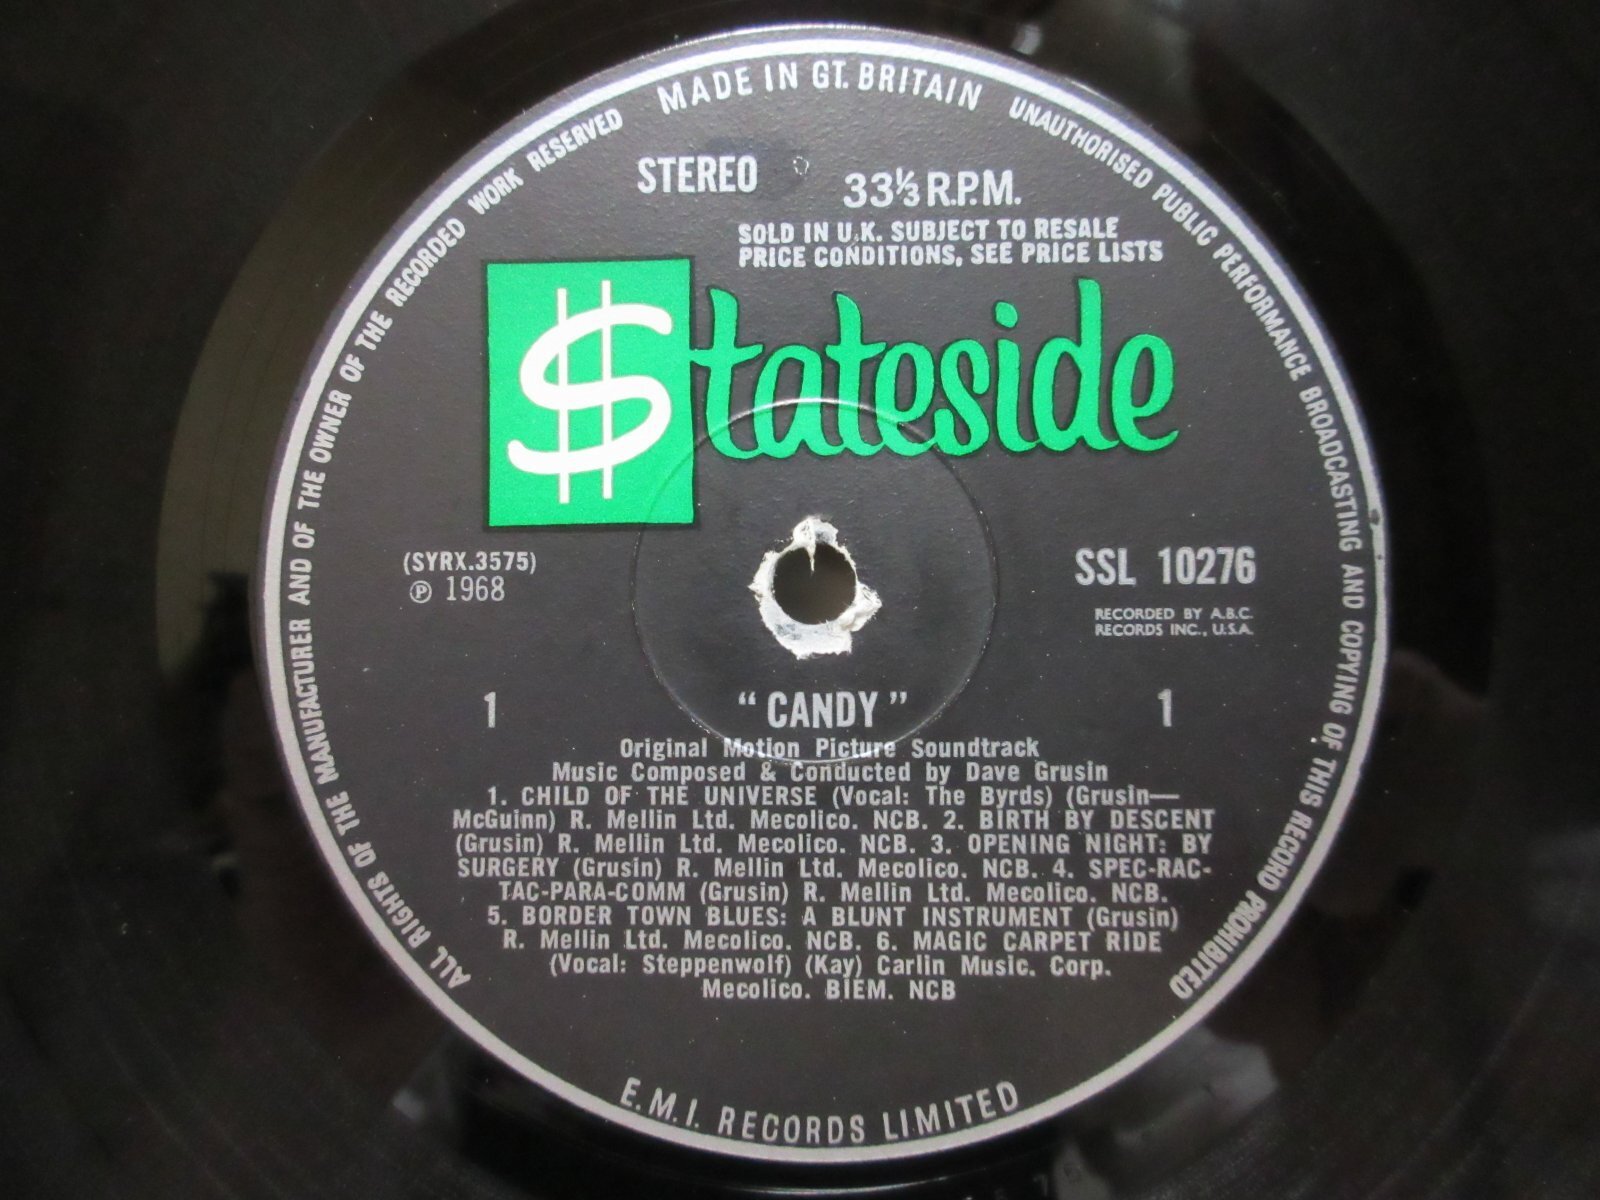 MADE IN GT. BRITAIN
UNAUTHORISED PUBLIC PERFORMANCE BROADCASTING AND COPYING OF THIS RECORD PROHIBITED
ALL RIGHTS OF THE MANUFACTURER AND OF THE OWNER OF THE RECORDED WORK RESERVED
STEREO
33⅓ R.P.M.
SOLD IN U.K. SUBJECT TO RESALE
PRICE CONDITIONS, SEE PRICE LISTS
$tateside
(SYRX.3575)
℗ 1968
SSL 10276
RECORDED BY A.B.C.
RECORDS INC., U.S.A.
1 "CANDY" 1
Original Motion Picture Soundtrack
Music Composed & Conducted by Dave Grusin
1. CHILD OF THE UNIVERSE (Vocal: The Byrds) (Grusin—
McGuinn) R. Mellin Ltd. Mecolico. NCB. 2. BIRTH BY DESCENT
(Grusin) R. Mellin Ltd. Mecolico. NCB. 3. OPENING NIGHT: BY
SURGERY (Grusin) R. Mellin Ltd. Mecolico. NCB. 4. SPEC-RAC-
TAC-PARA-COMM (Grusin) R. Mellin Ltd. Mecolico. NCB.
5. BORDER TOWN BLUES: A BLUNT INSTRUMENT (Grusin)
R. Mellin Ltd. Mecolico. NCB. 6. MAGIC CARPET RIDE
(Vocal: Steppenwolf) (Kay) Carlin Music. Corp.
Mecolico. BIEM. NCB
E.M.I. RECORDS LIMITED